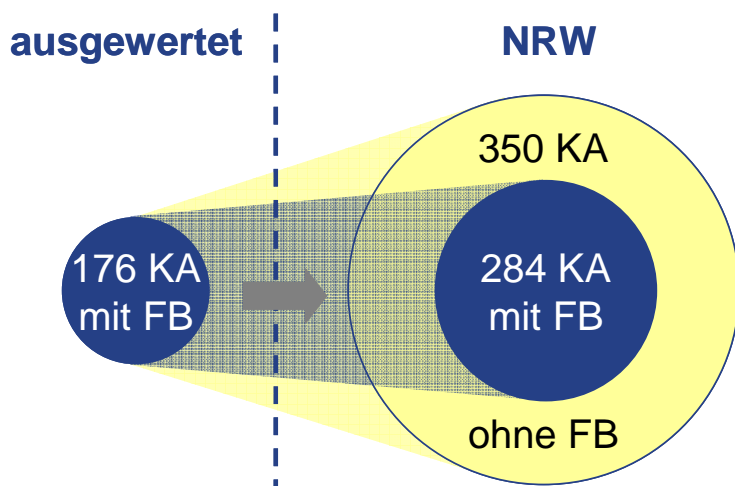 ausgewertet
NRW
350 KA
176 KA
mit FB
284 KA
mit FB
ohne FB